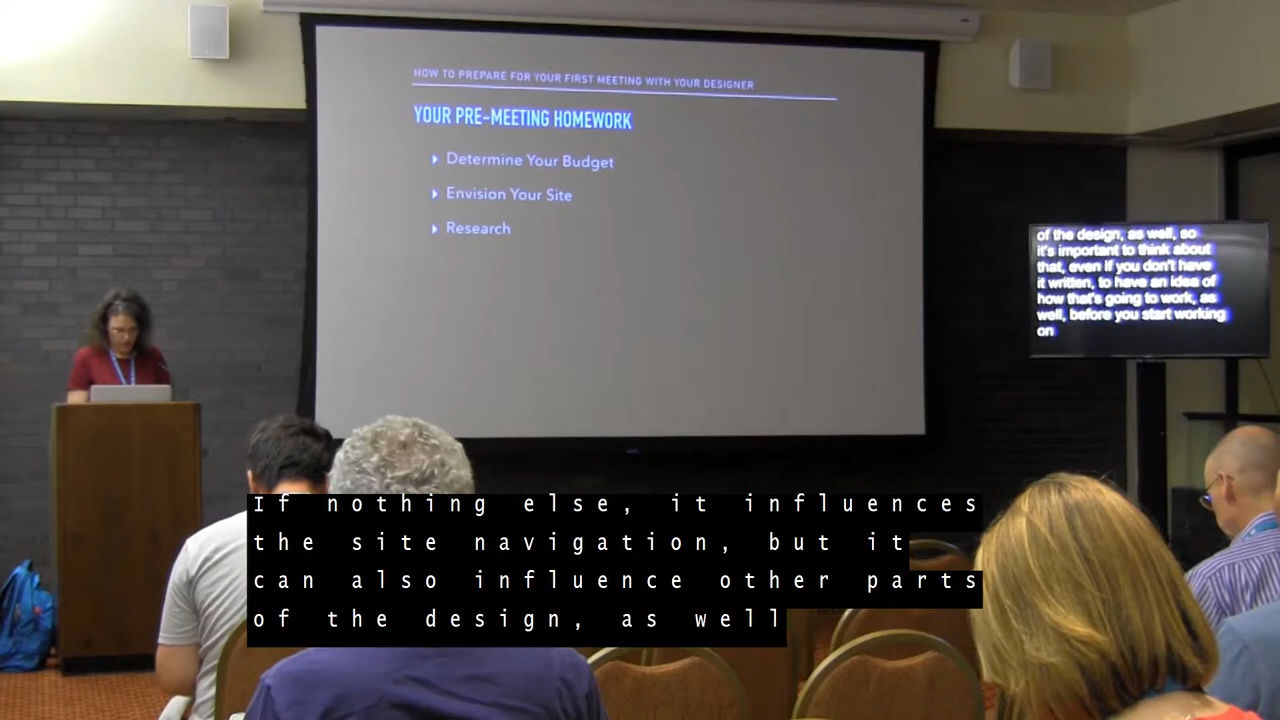 HOW TO PREPARE FOR YOUR FIRST MEETING WITH YOUR DESIGNER
YOUR PRE-MEETING HOMEWORK
Determine Your Budget
Envision Your Site
Research
of the design, as well, so
it's important to think about
that, even if you don't have
it written, to have an idea of
how that's going to work, as
well, before you start working
on
If nothing else, it influences
the site navigation, but it
can also influence other parts
of the design, as well